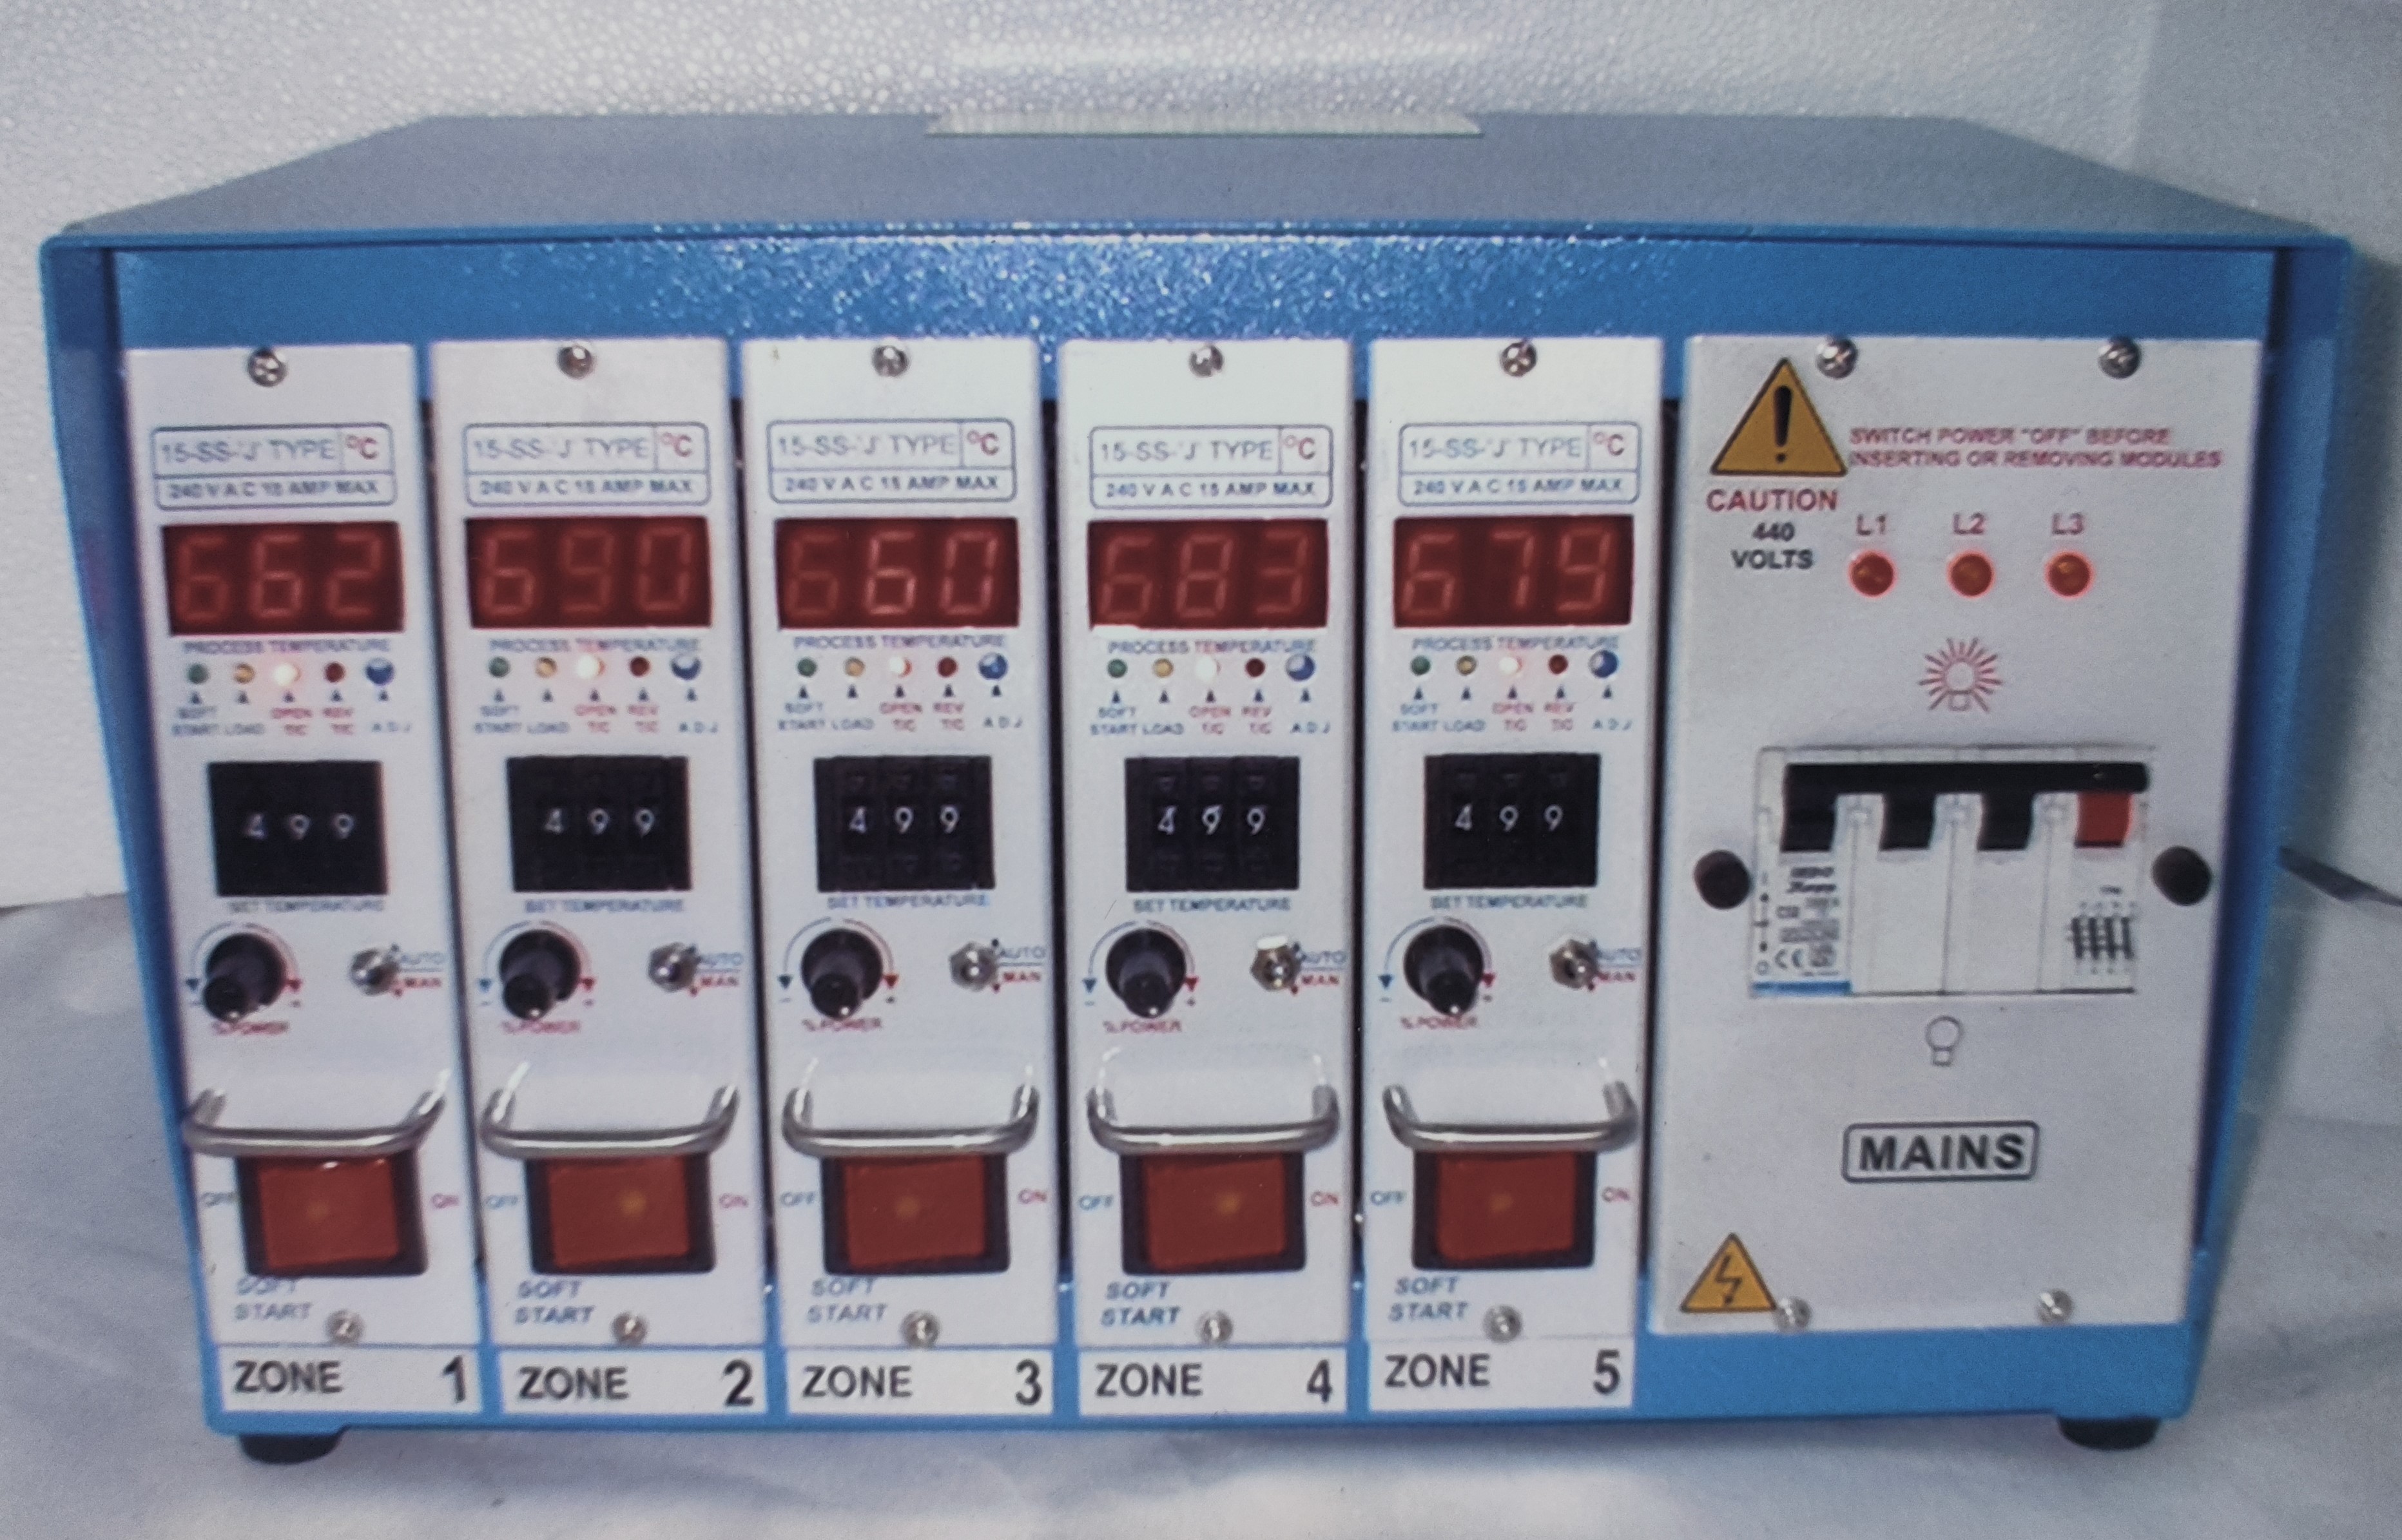 15-SS-'J' TYPE °C
240 V A C 15 AMP MAX
662
PROCESS TEMPERATURE
SOFT OPEN REV
START LOAD T/C T/C A D J
499
SET TEMPERATURE
AUTO
MAN
- +
% POWER
OFF ON
SOFT
START
ZONE 1
15-SS-'J' TYPE °C
240 V A C 15 AMP MAX
690
PROCESS TEMPERATURE
SOFT OPEN REV
START LOAD T/C T/C A D J
499
SET TEMPERATURE
AUTO
MAN
- +
% POWER
OFF ON
SOFT
START
ZONE 2
15-SS-'J' TYPE °C
240 V A C 15 AMP MAX
660
PROCESS TEMPERATURE
SOFT OPEN REV
START LOAD T/C T/C A D J
499
SET TEMPERATURE
AUTO
MAN
- +
% POWER
OFF ON
SOFT
START
ZONE 3
15-SS-'J' TYPE °C
240 V A C 15 AMP MAX
683
PROCESS TEMPERATURE
SOFT OPEN REV
START LOAD T/C T/C A D J
499
SET TEMPERATURE
AUTO
MAN
- +
% POWER
OFF ON
SOFT
START
ZONE 4
15-SS-'J' TYPE °C
240 V A C 15 AMP MAX
679
PROCESS TEMPERATURE
SOFT OPEN REV
START LOAD T/C T/C A D J
499
SET TEMPERATURE
AUTO
MAN
- +
% POWER
OFF ON
SOFT
START
ZONE 5
SWITCH POWER "OFF" BEFORE
INSERTING OR REMOVING MODULES
CAUTION
440
VOLTS
L1 L2 L3
CE
MAINS